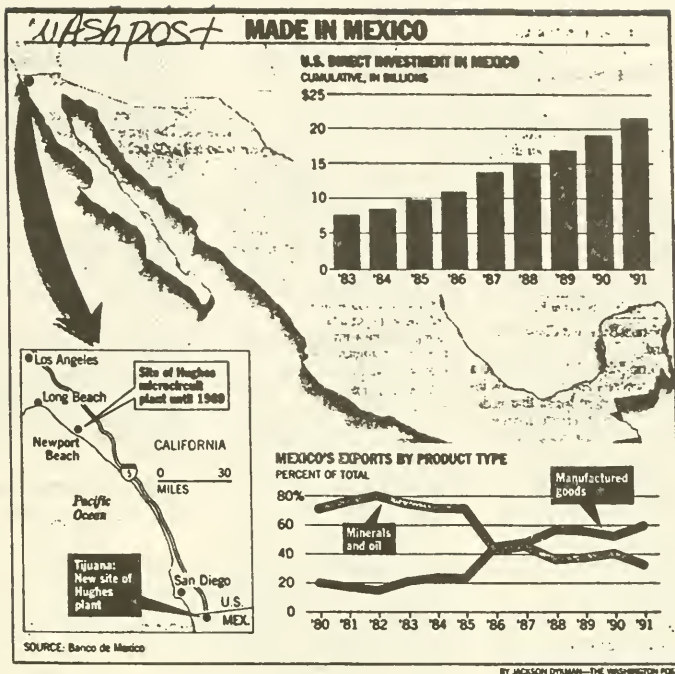 Wash post MADE IN MEXICO
U.S. DIRECT INVESTMENT IN MEXICO
CUMULATIVE, IN BILLIONS
$25
20
15
10
5
0
'83 '84 '85 '86 '87 '88 '89 '90 '91
Los Angeles
Site of Hughes
microcircuit
plant until 1989
Long Beach
Newport
Beach
CALIFORNIA
5
0 30
MILES
Pacific
Ocean
Tijuana:
New site of
Hughes
plant
San Diego
U.S.
MEX.
MEXICO'S EXPORTS BY PRODUCT TYPE
PERCENT OF TOTAL
Manufactured
goods
80%
Minerals
and oil
60
40
20
0
'80 '81 '82 '83 '84 '85 '86 '87 '88 '89 '90 '91
SOURCE: Banco de Mexico
BY JACKSON DYKMAN—THE WASHINGTON POST